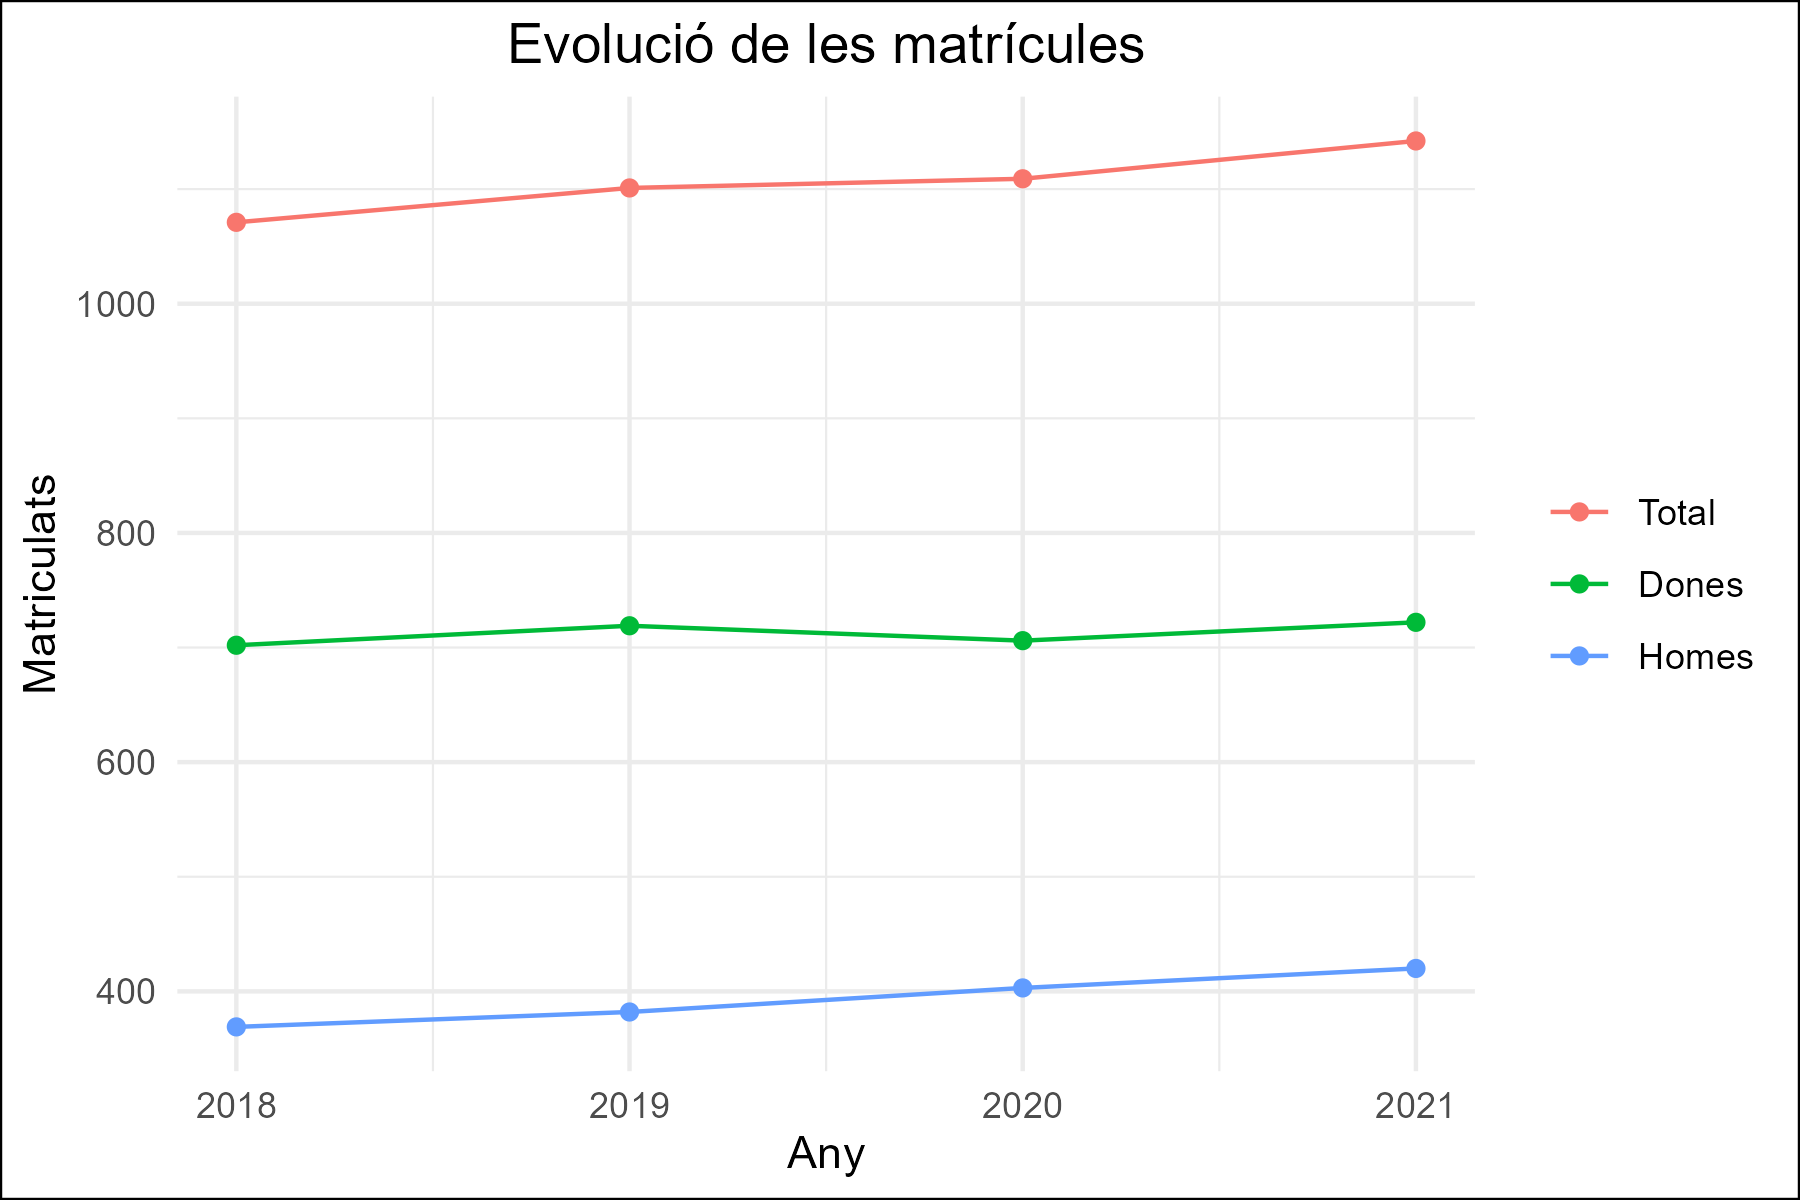 Evolució de les matrícules
Matriculats
1000
800
600
400
2018 2019 2020 2021
Any
Total
Dones
Homes